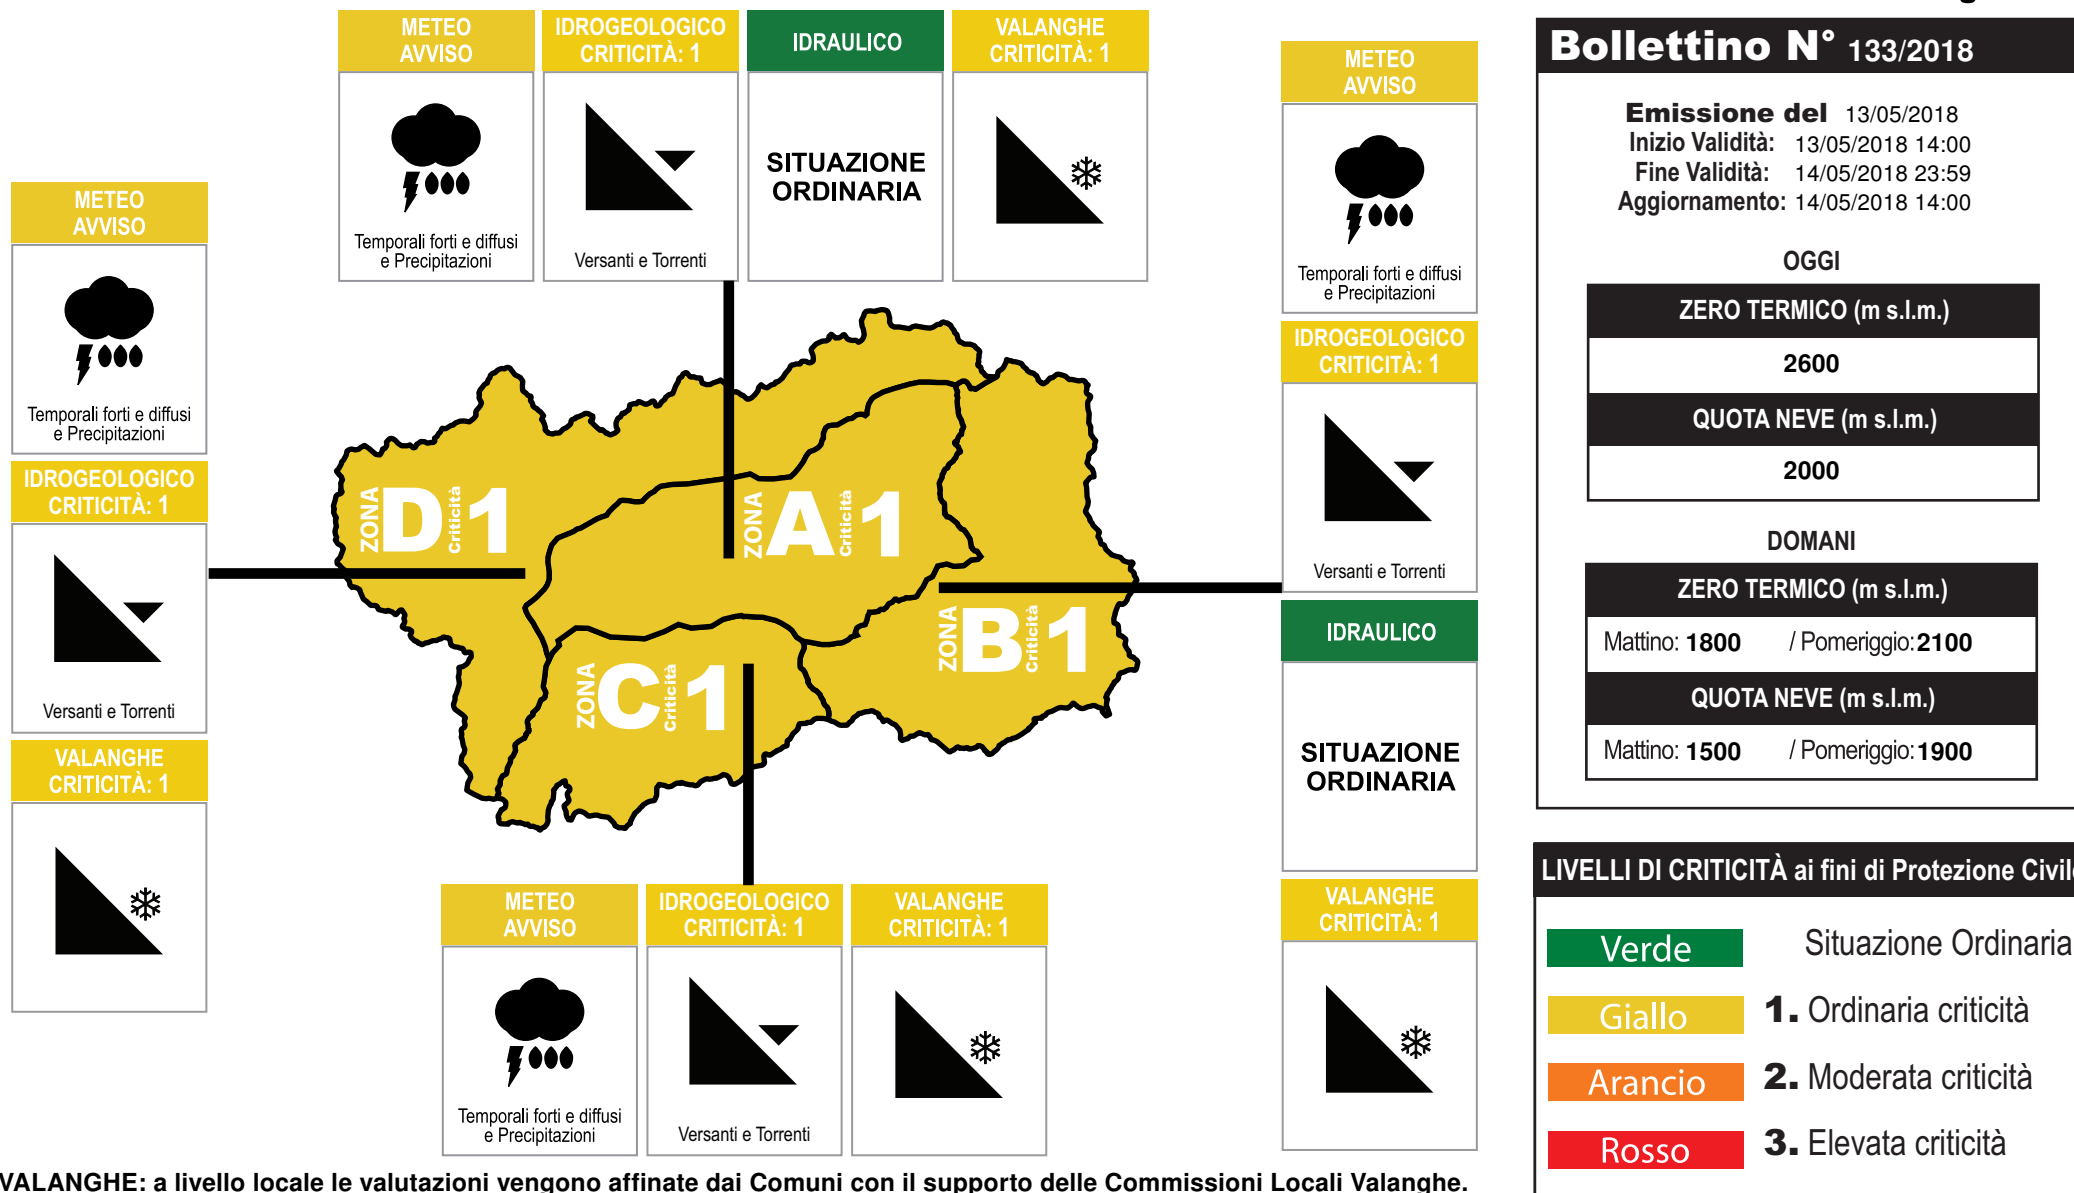 METEO
AVVISO
Temporali forti e diffusi
e Precipitazioni
IDROGEOLOGICO
CRITICITÀ: 1
Versanti e Torrenti
IDRAULICO
SITUAZIONE
ORDINARIA
VALANGHE
CRITICITÀ: 1
METEO
AVVISO
Temporali forti e diffusi
e Precipitazioni
IDROGEOLOGICO
CRITICITÀ: 1
Versanti e Torrenti
VALANGHE
CRITICITÀ: 1
ZONA D Criticità 1
ZONA A Criticità 1
ZONA B Criticità 1
ZONA C Criticità 1
METEO
AVVISO
Temporali forti e diffusi
e Precipitazioni
IDROGEOLOGICO
CRITICITÀ: 1
Versanti e Torrenti
IDRAULICO
SITUAZIONE
ORDINARIA
VALANGHE
CRITICITÀ: 1
METEO
AVVISO
Temporali forti e diffusi
e Precipitazioni
IDROGEOLOGICO
CRITICITÀ: 1
Versanti e Torrenti
VALANGHE
CRITICITÀ: 1
VALANGHE: a livello locale le valutazioni vengono affinate dai Comuni con il supporto delle Commissioni Locali Valanghe.
Bollettino N° 133/2018
Emissione del 13/05/2018
Inizio Validità: 13/05/2018 14:00
Fine Validità: 14/05/2018 23:59
Aggiornamento: 14/05/2018 14:00
OGGI
ZERO TERMICO (m s.l.m.)
2600
QUOTA NEVE (m s.l.m.)
2000
DOMANI
ZERO TERMICO (m s.l.m.)
Mattino: 1800 / Pomeriggio: 2100
QUOTA NEVE (m s.l.m.)
Mattino: 1500 / Pomeriggio: 1900
LIVELLI DI CRITICITÀ ai fini di Protezione Civile
Verde Situazione Ordinaria
Giallo 1. Ordinaria criticità
Arancio 2. Moderata criticità
Rosso 3. Elevata criticità